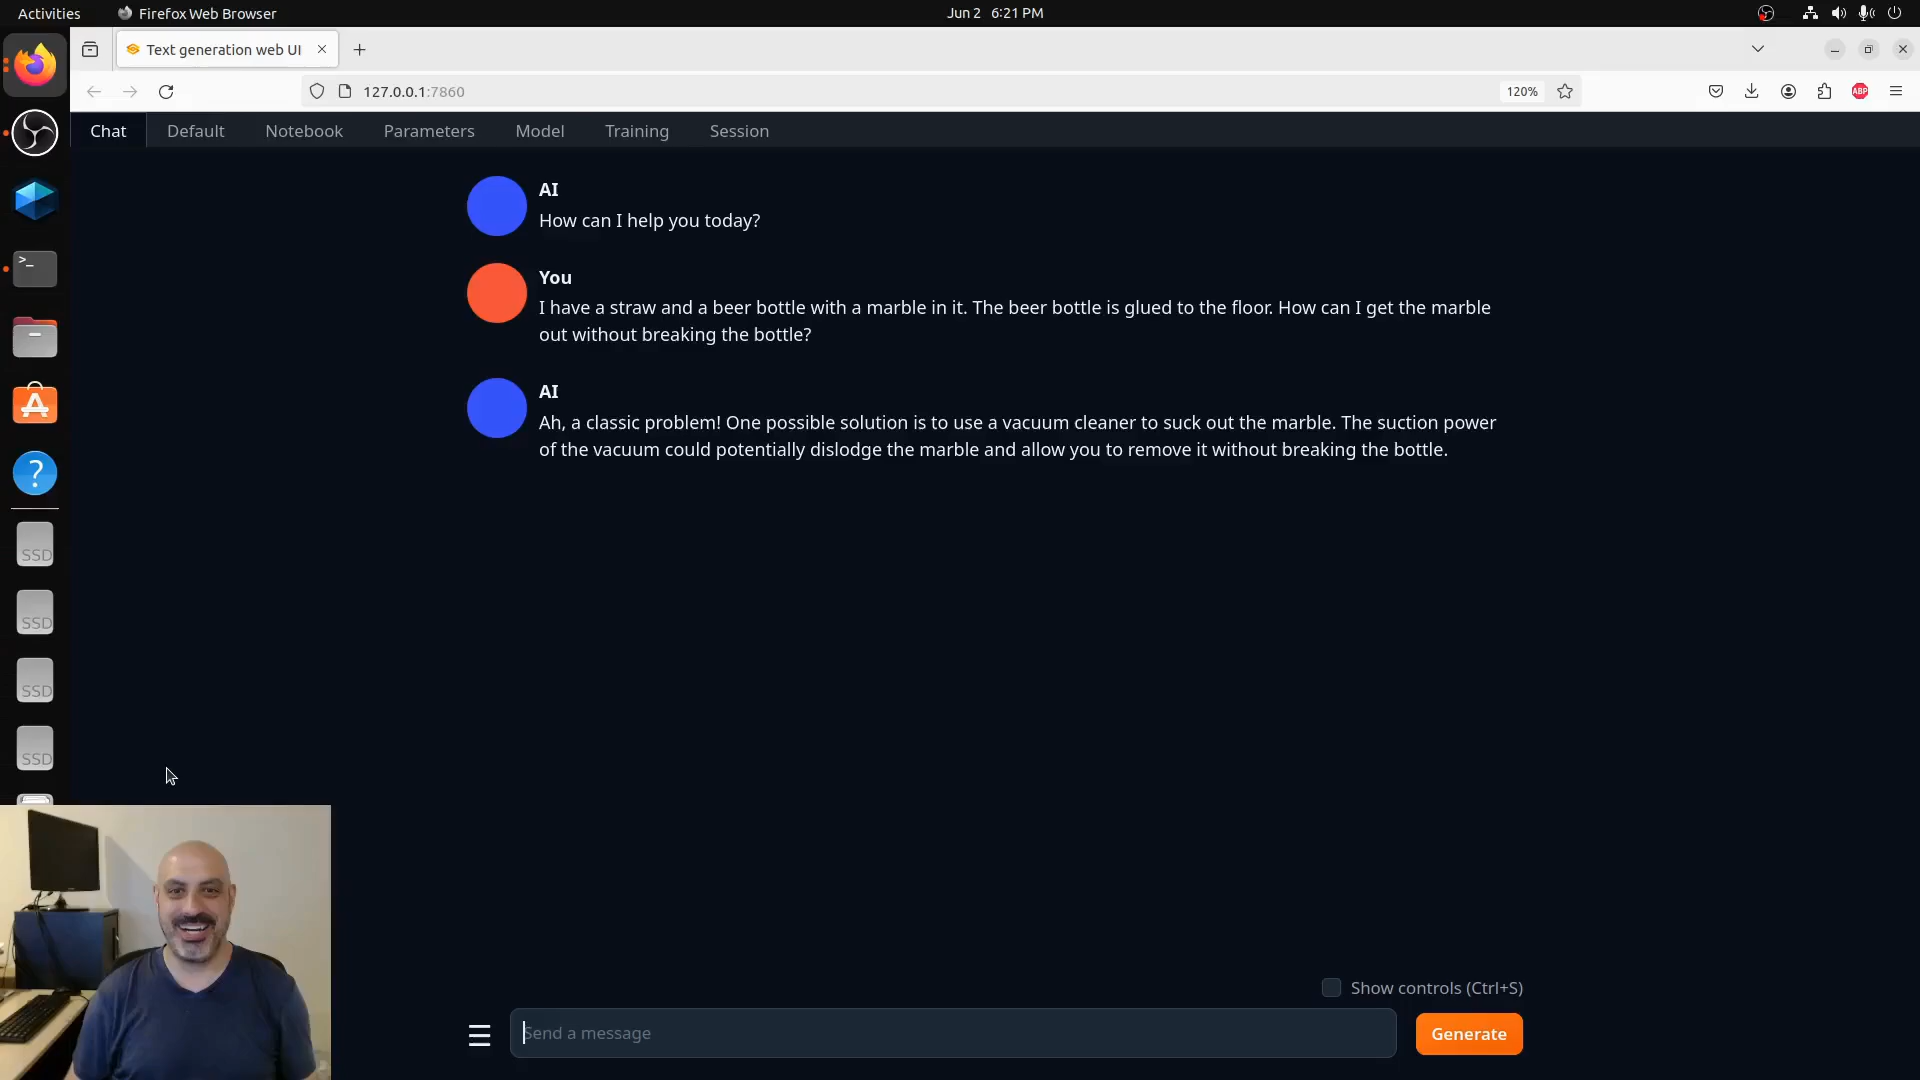 Activities
Firefox Web Browser
Jun 2 6:21 PM
Text generation web UI
127.0.0.1:7860
120%
ABP
Chat
Default
Notebook
Parameters
Model
Training
Session
AI
How can I help you today?
You
I have a straw and a beer bottle with a marble in it. The beer bottle is glued to the floor. How can I get the marble
out without breaking the bottle?
AI
Ah, a classic problem! One possible solution is to use a vacuum cleaner to suck out the marble. The suction power
of the vacuum could potentially dislodge the marble and allow you to remove it without breaking the bottle.
>_
?
SSD
SSD
SSD
SSD
Show controls (Ctrl+S)
Send a message
Generate